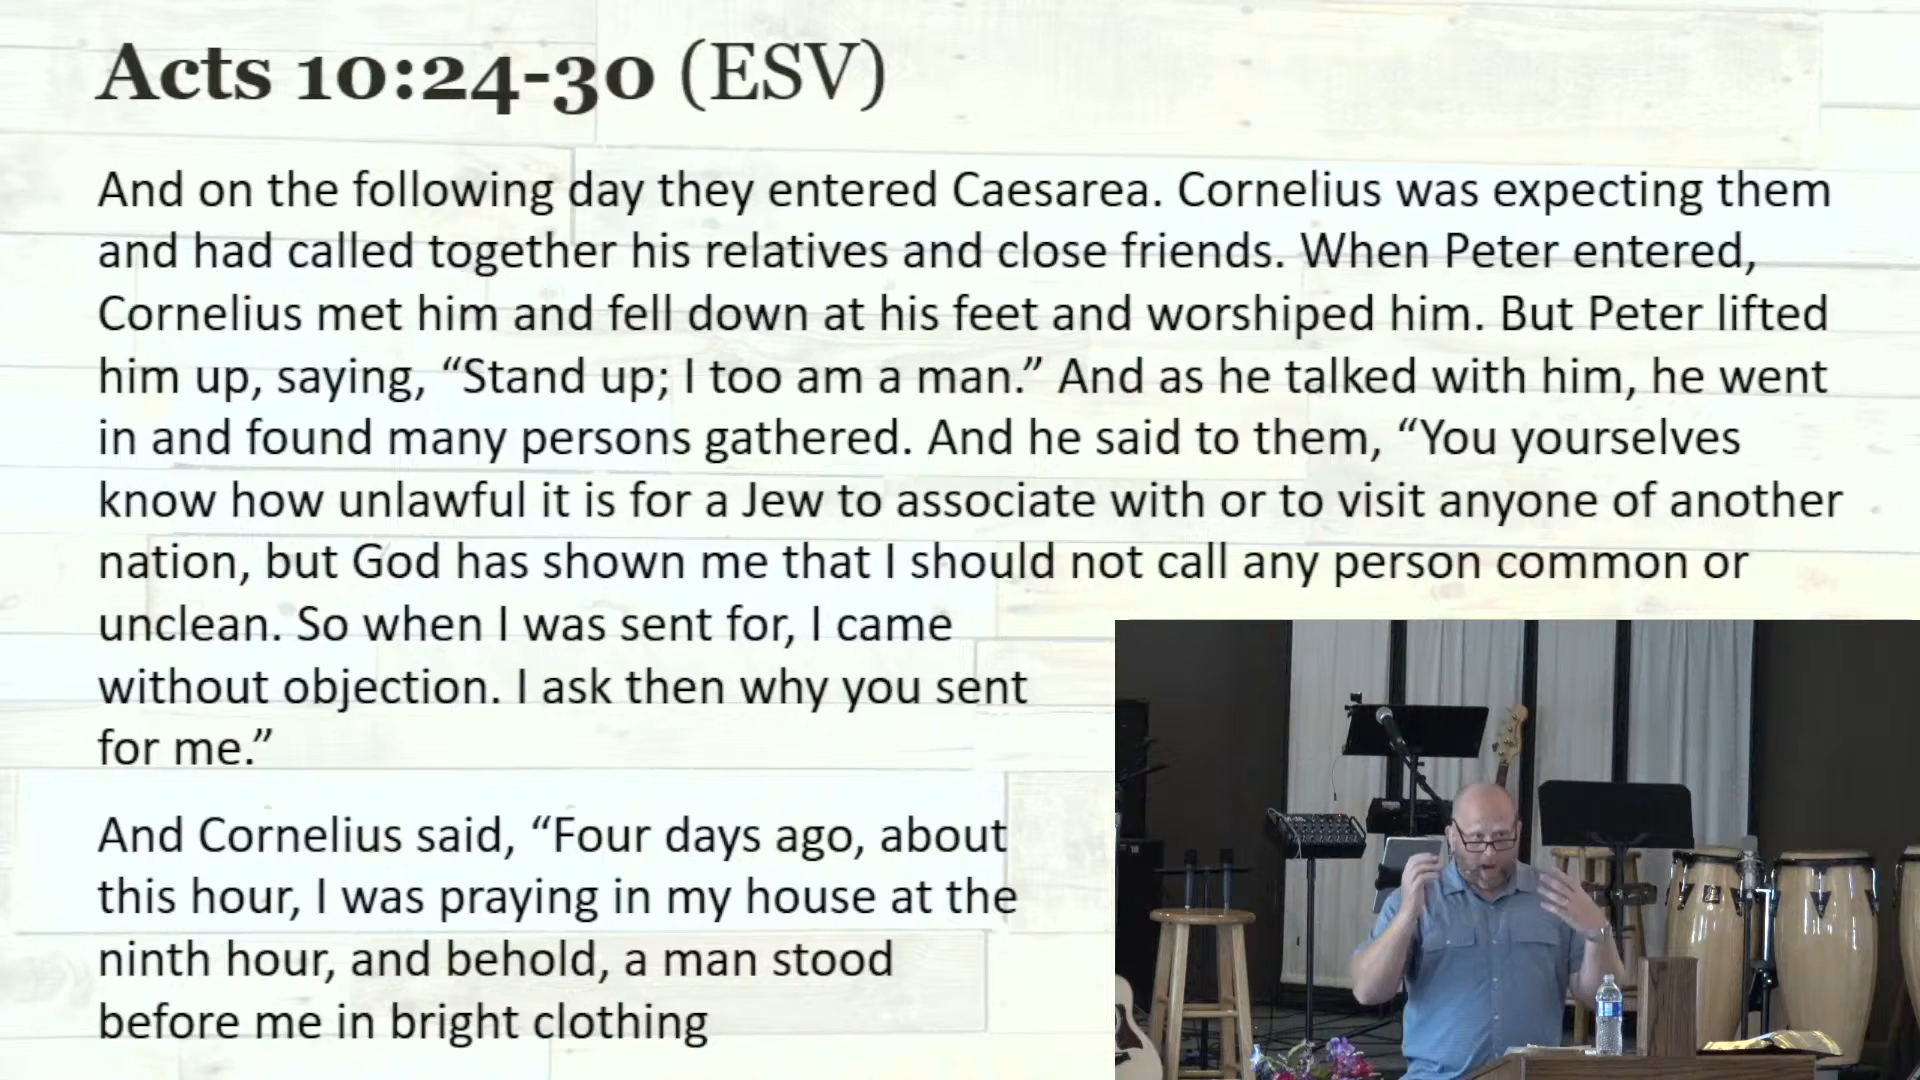 Acts 10:24-30 (ESV)
And on the following day they entered Caesarea. Cornelius was expecting them
and had called together his relatives and close friends. When Peter entered,
Cornelius met him and fell down at his feet and worshiped him. But Peter lifted
him up, saying, “Stand up; I too am a man.” And as he talked with him, he went
in and found many persons gathered. And he said to them, “You yourselves
know how unlawful it is for a Jew to associate with or to visit anyone of another
nation, but God has shown me that I should not call any person common or
unclean. So when I was sent for, I came
without objection. I ask then why you sent
for me.”
And Cornelius said, “Four days ago, about
this hour, I was praying in my house at the
ninth hour, and behold, a man stood
before me in bright clothing